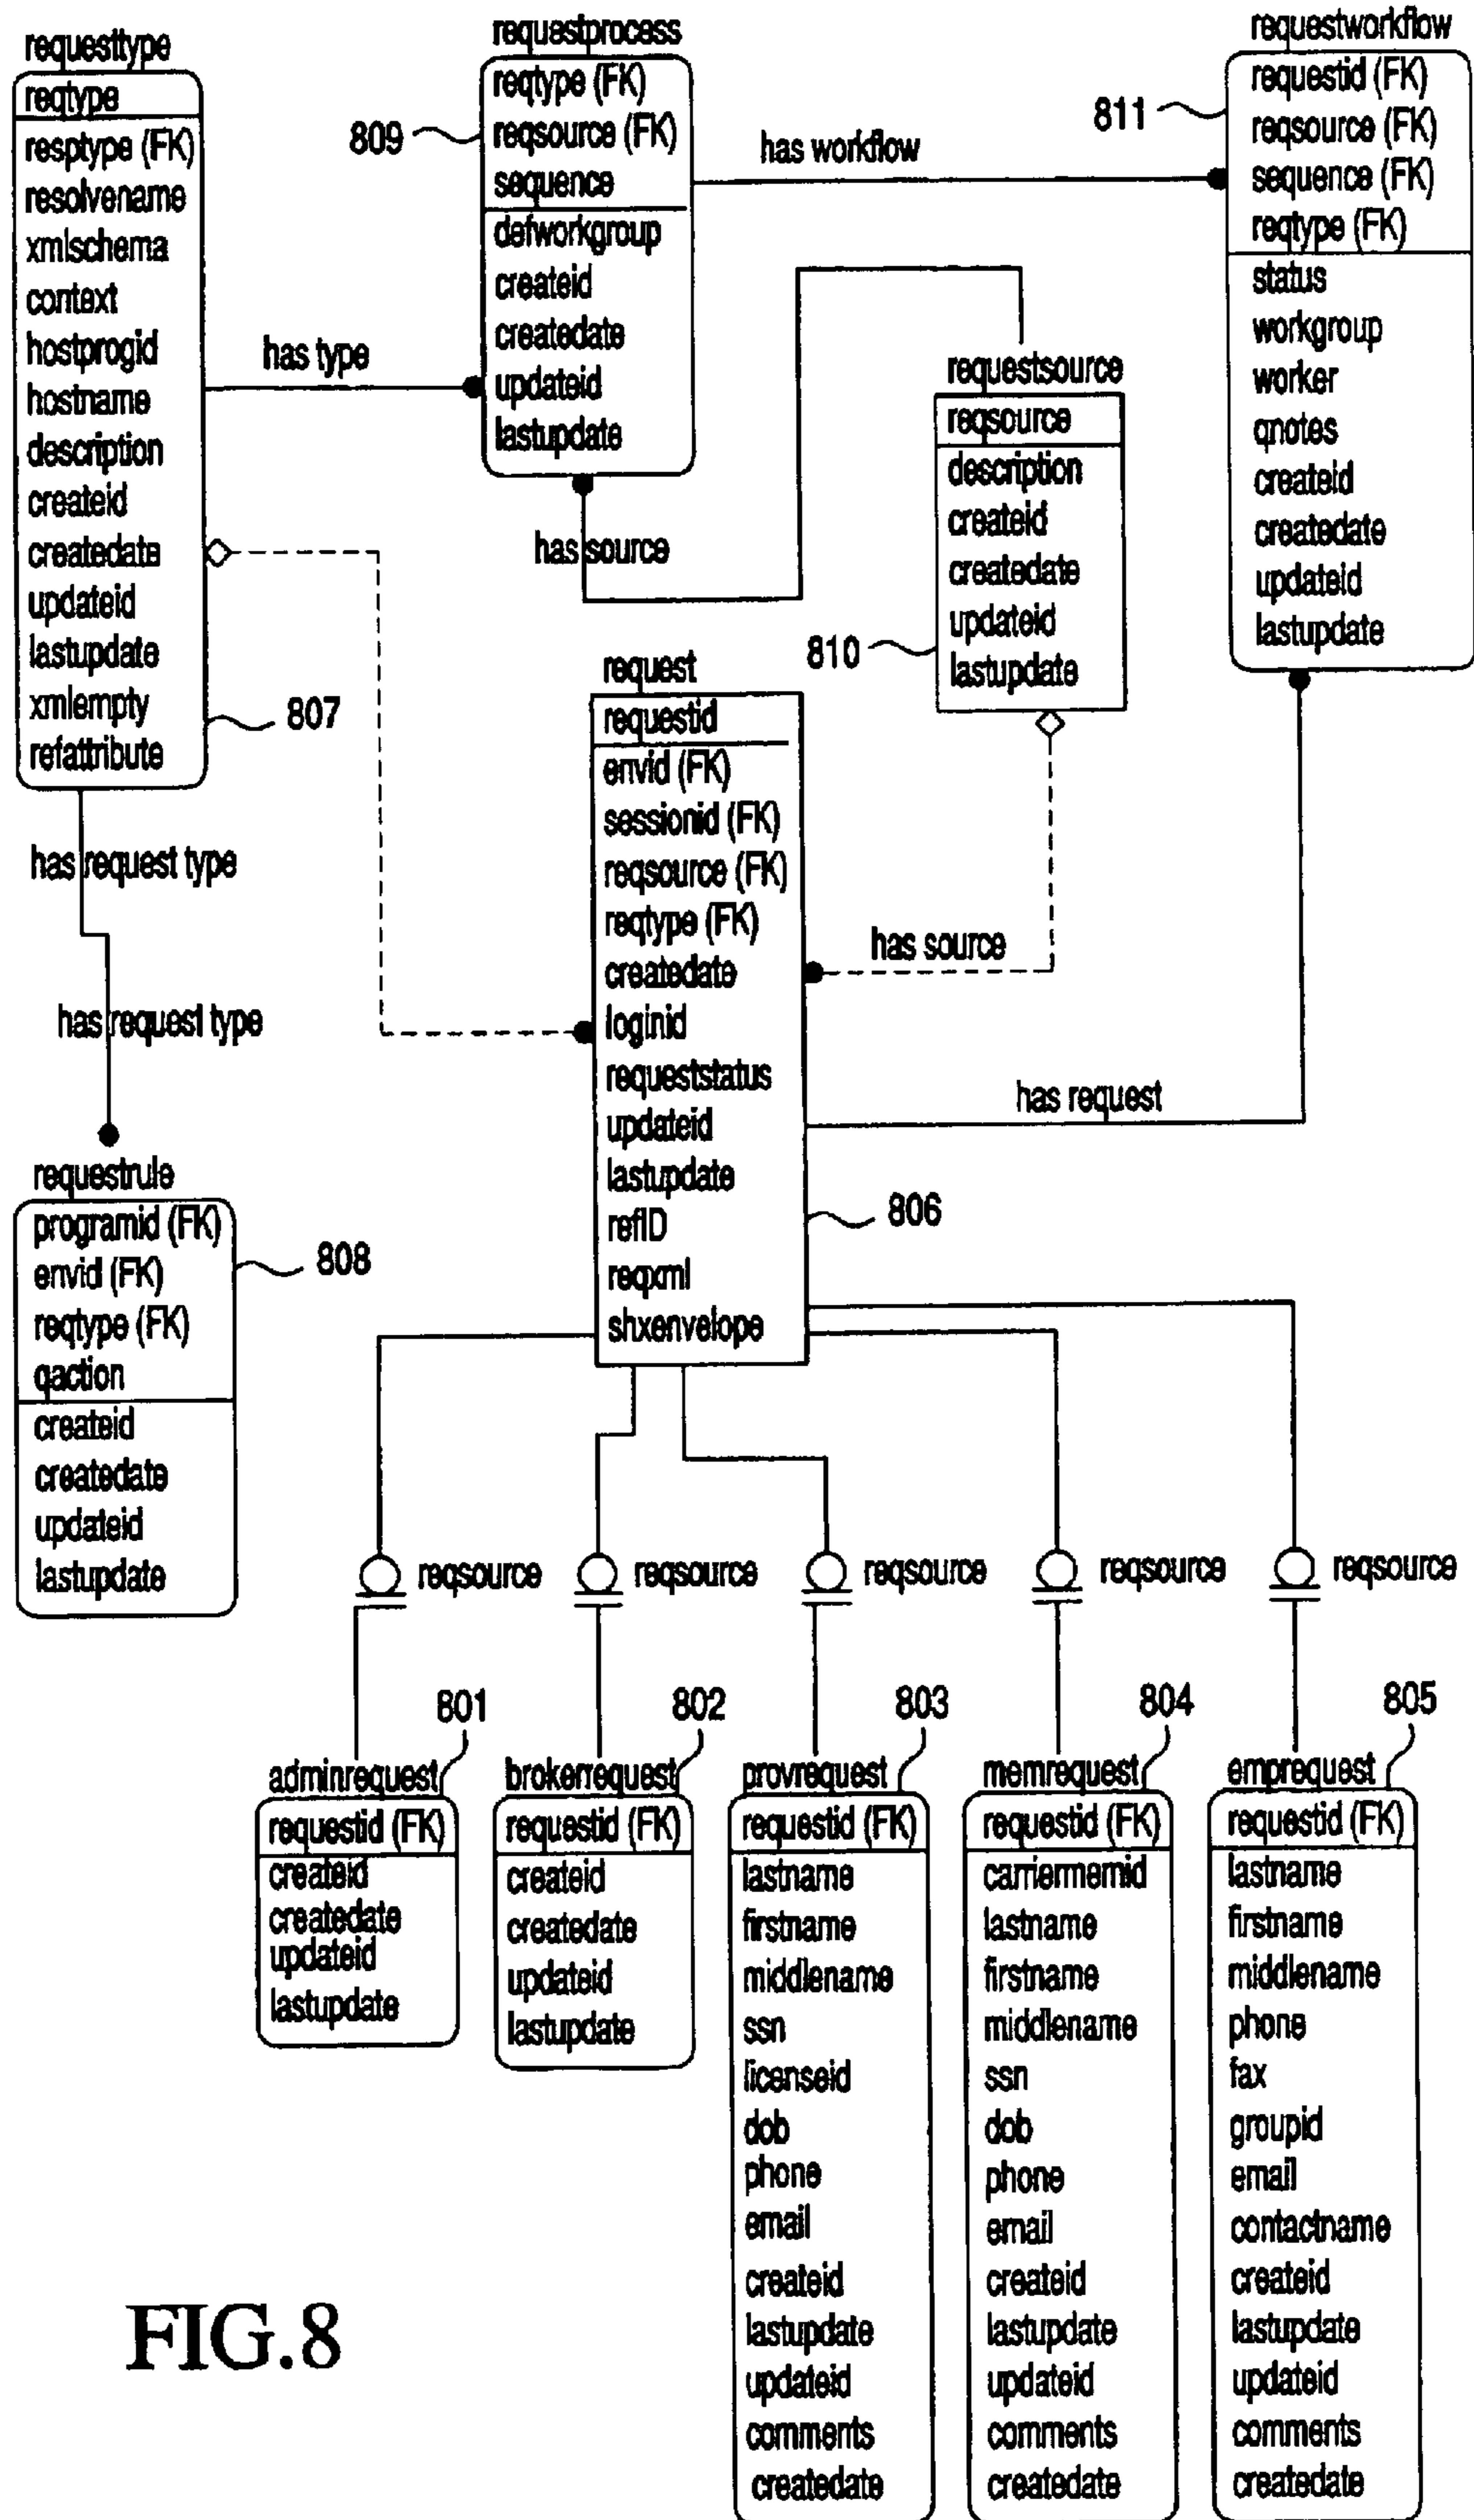 requesttype
reqtype
resptype (FK)
resolvename
xmlschema
context
hostprogid
hostname
description
createid
createdate
updateid
lastupdate
xmlempty
refattribute
807
requestprocess
reqtype (FK)
reqsource (FK)
sequence
defworkgroup
createid
createdate
updateid
lastupdate
809
has workflow
requestworkflow
requestid (FK)
reqsource (FK)
sequence (FK)
reqtype (FK)
status
workgroup
worker
qnotes
createid
createdate
updateid
lastupdate
811
has type
has source
requestsource
reqsource
description
createid
createdate
updateid
lastupdate
810
request
requestid
envid (FK)
sessionid (FK)
reqsource (FK)
reqtype (FK)
createdate
loginid
requeststatus
updateid
lastupdate
refID
reqxml
shxenvelope
806
has source
has request
has request type
has request type
requestrule
programid (FK)
envid (FK)
reqtype (FK)
qaction
createid
createdate
updateid
lastupdate
808
reqsource
reqsource
reqsource
reqsource
reqsource
801
adminrequest
requestid (FK)
createid
createdate
updateid
lastupdate
802
brokerrequest
requestid (FK)
createid
createdate
updateid
lastupdate
803
provrequest
requestid (FK)
lastname
firstname
middlename
ssn
licenseid
dob
phone
email
createid
lastupdate
updateid
comments
createdate
804
memrequest
requestid (FK)
carriermemid
lastname
firstname
middlename
ssn
dob
phone
email
createid
lastupdate
updateid
comments
createdate
805
emprequest
requestid (FK)
lastname
firstname
middlename
phone
fax
groupid
email
contactname
createid
lastupdate
updateid
comments
createdate
FIG.8